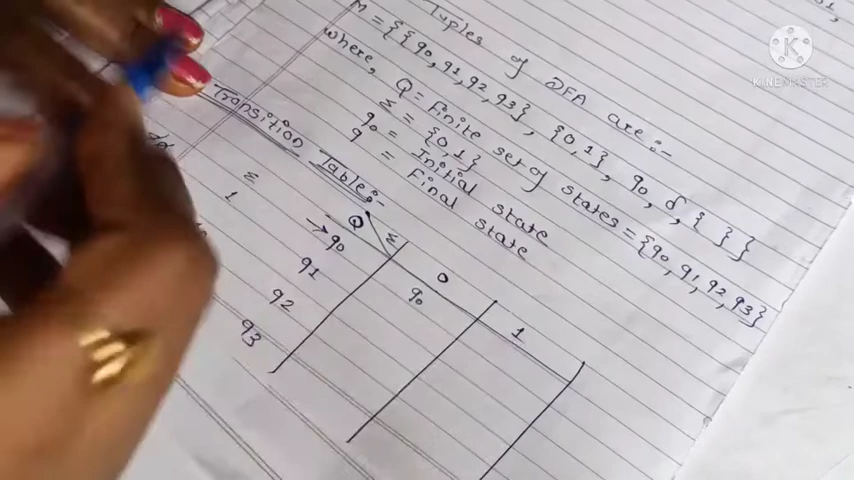 Tuples of DFA are:-
M = {{q0, q1, q2, q3}, {0,1}, q0, d, { }}
where,
Q = Finite set of states = {q0, q1, q2, q3}
Σ = {0,1}
q0 = Initial state
q = Final state
Transition Table:-
Q Σ 0 1
→q0 q0
q1
q2
q3
Σ
1
KINEMASTER